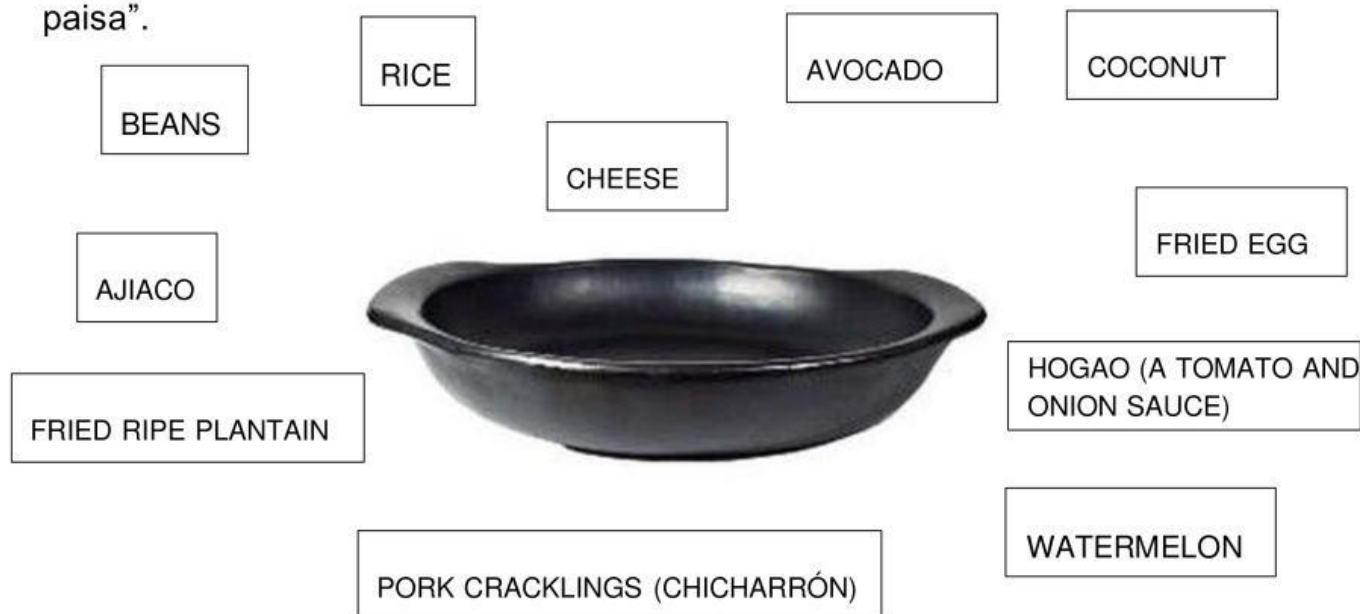 paisa”.
RICE
AVOCADO
COCONUT
BEANS
CHEESE
FRIED EGG
AJIACO
HOGAO (A TOMATO AND
ONION SAUCE)
FRIED RIPE PLANTAIN
WATERMELON
PORK CRACKLINGS (CHICHARRÓN)